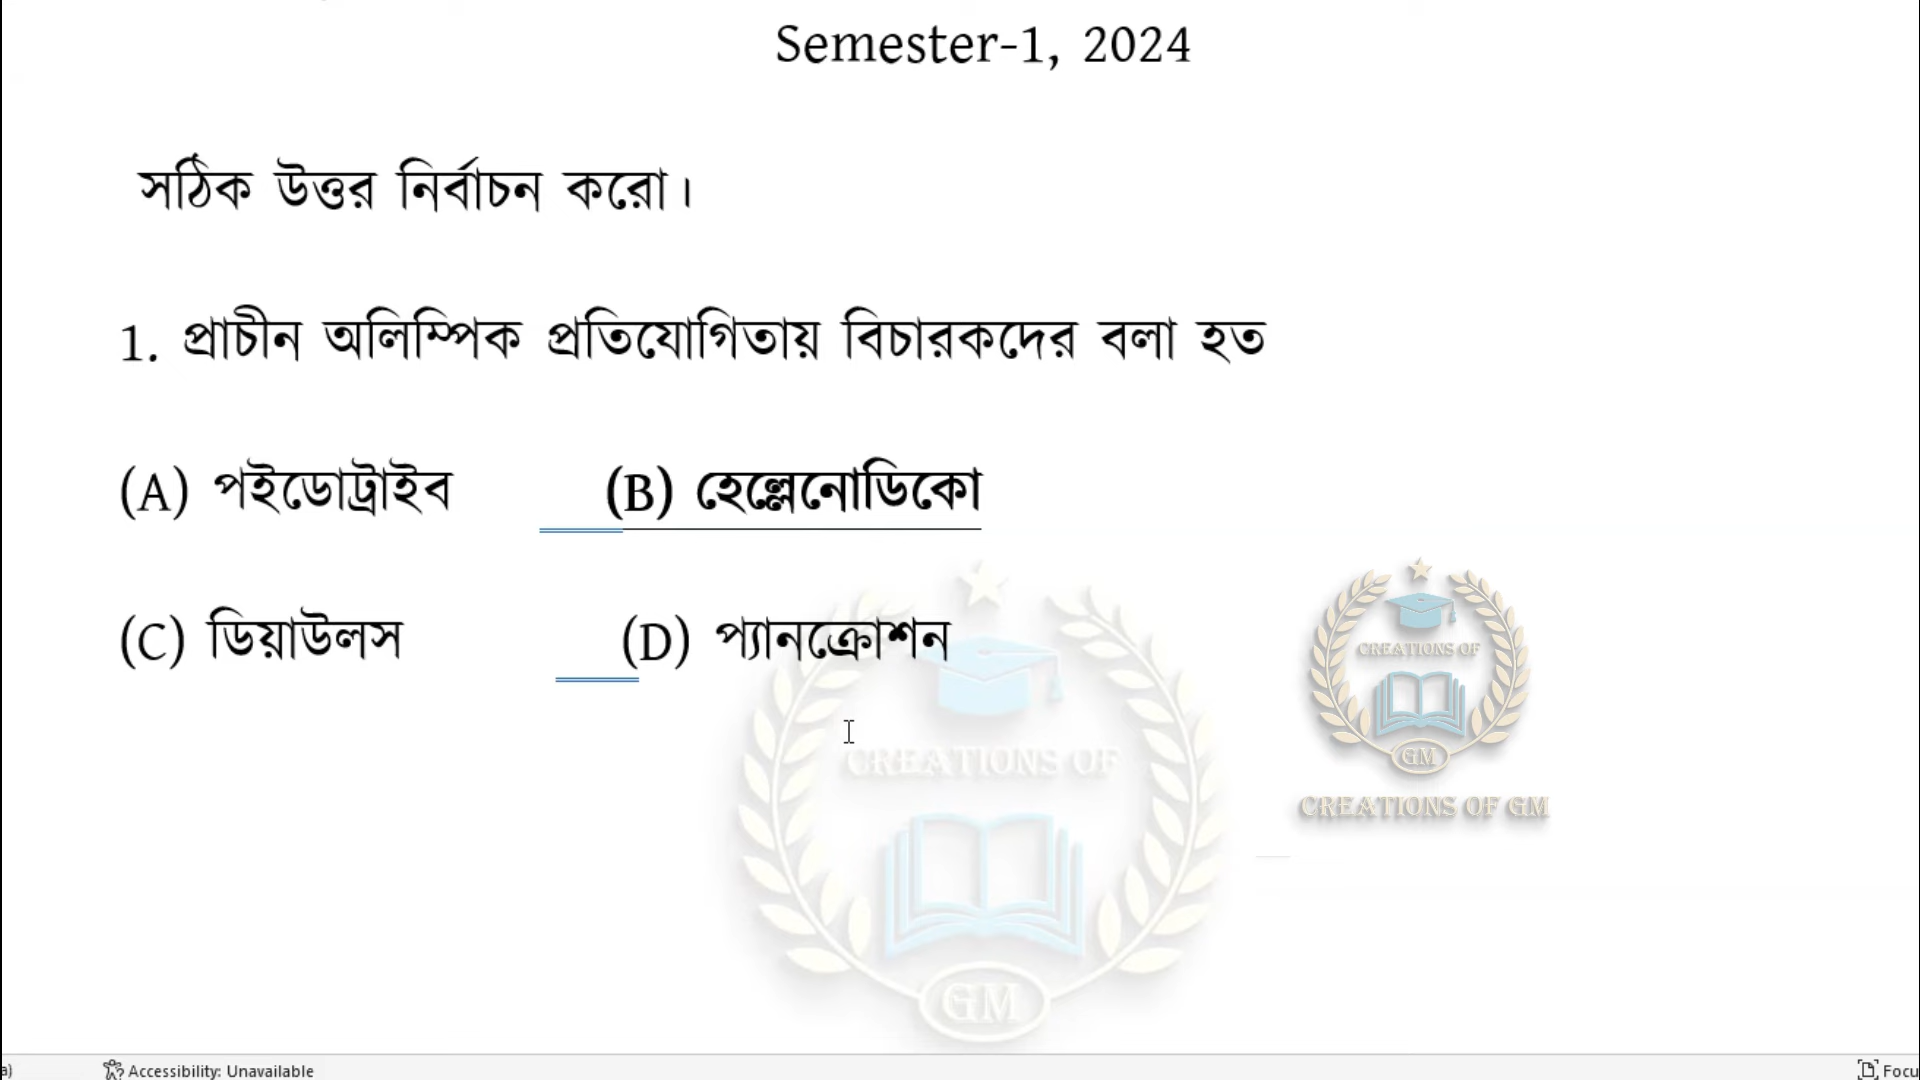 Semester-1, 2024
সঠিক উত্তর নির্বাচন করো।
1. প্রাচীন অলিম্পিক প্রতিযোগিতায় বিচারকদের বলা হত
(A) পইডোট্রাইব (B) হেল্লেনোডিকো
(C) ডিয়াউলস (D) প্যানক্রোশন
CREATIONS OF
GM
CREATIONS OF GM
CREATIONS OF
GM
a) Accessibility: Unavailable Focu